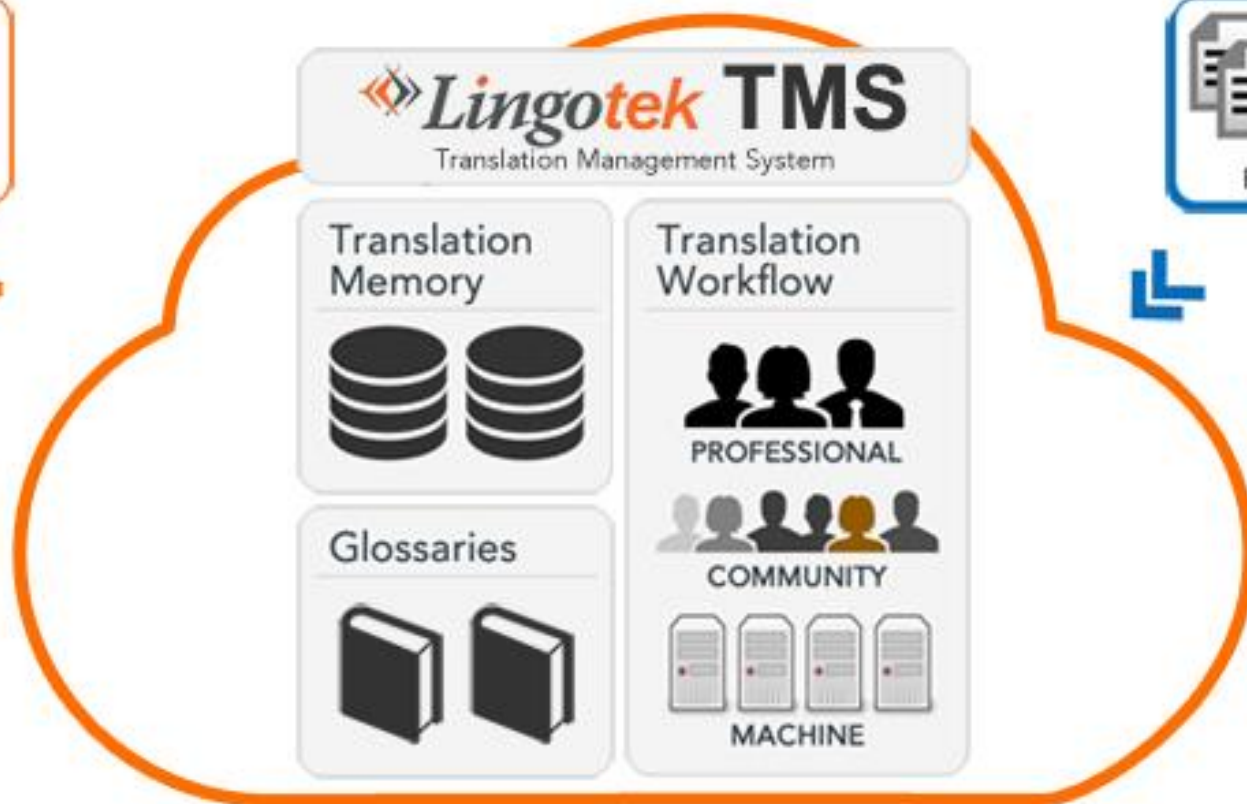 Lingotek TMS
Translation Management System
Translation
Memory
Translation
Workflow
PROFESSIONAL
COMMUNITY
Glossaries
MACHINE